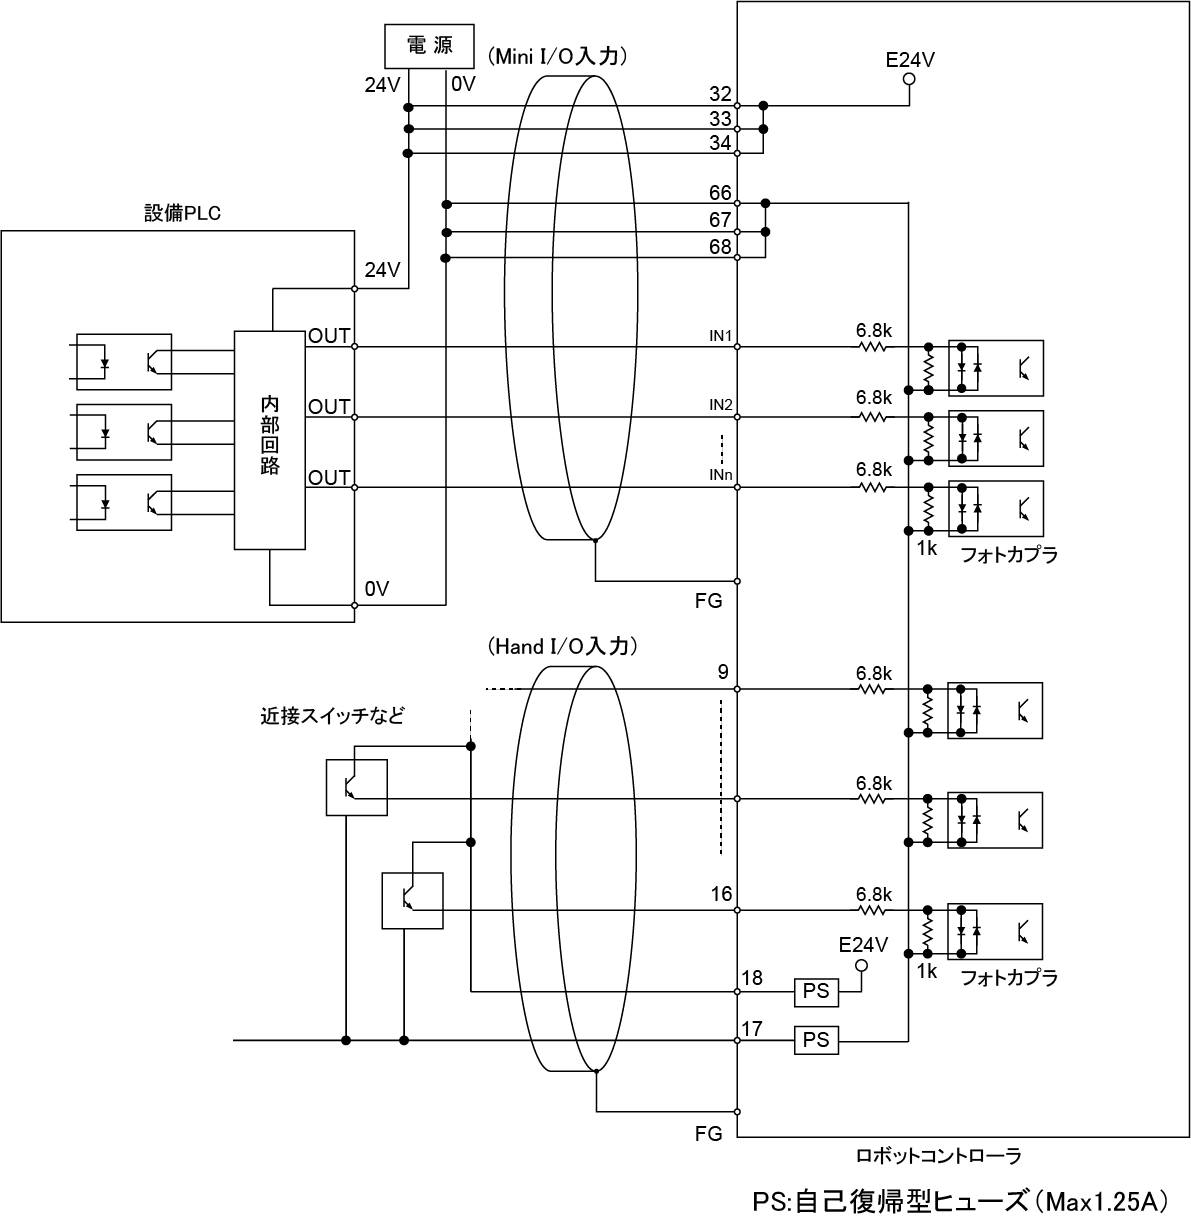 電 源
(Mini I/O入力)
E24V
24V
0V
32
33
34
66
67
68
設備PLC
24V
OUT
IN1
6.8k
OUT
IN2
6.8k
内部回路
OUT
INn
6.8k
1k
フォトカプラ
0V
FG
(Hand I/O入力)
9
6.8k
近接スイッチなど
6.8k
16
6.8k
E24V
1k
フォトカプラ
18
PS
17
PS
FG
ロボットコントローラ
PS:自己復帰型ヒューズ(Max1.25A)